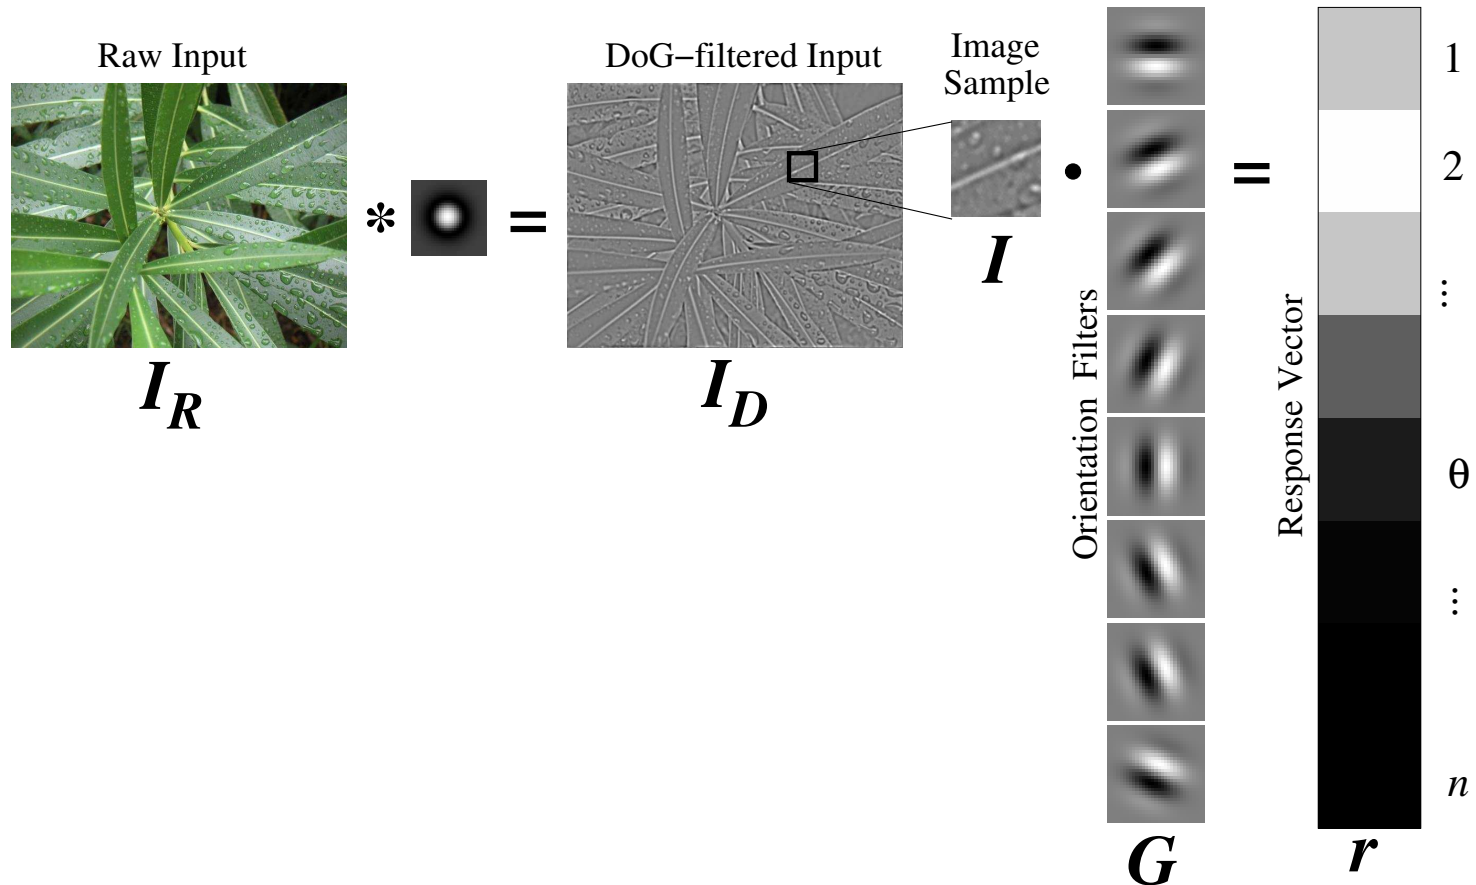 Raw Input
DoG−filtered Input
Image
Sample
* = • =
I_R
I_D
I
Orientation Filters
G
Response Vector
r
1
2
...
θ
...
n